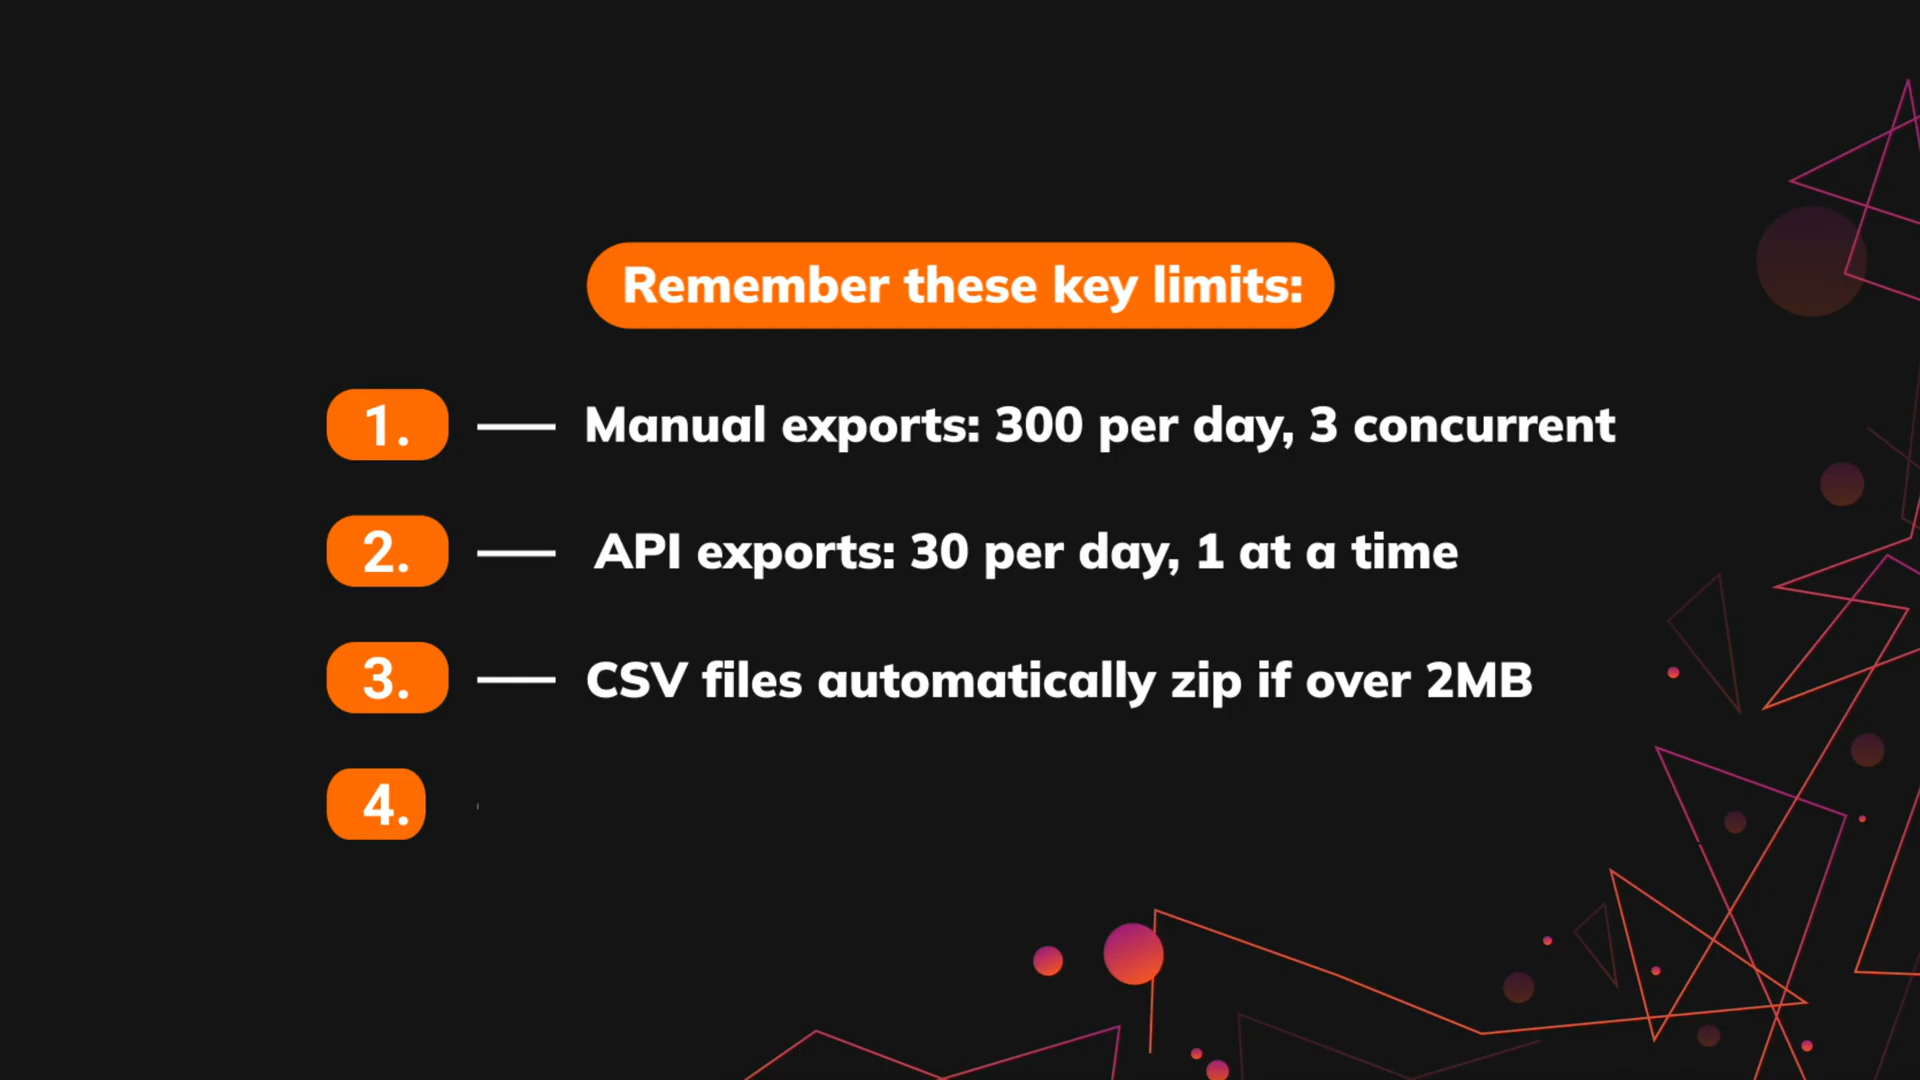 Remember these key limits:
1. Manual exports: 300 per day, 3 concurrent
2. API exports: 30 per day, 1 at a time
3. CSV files automatically zip if over 2MB
4.